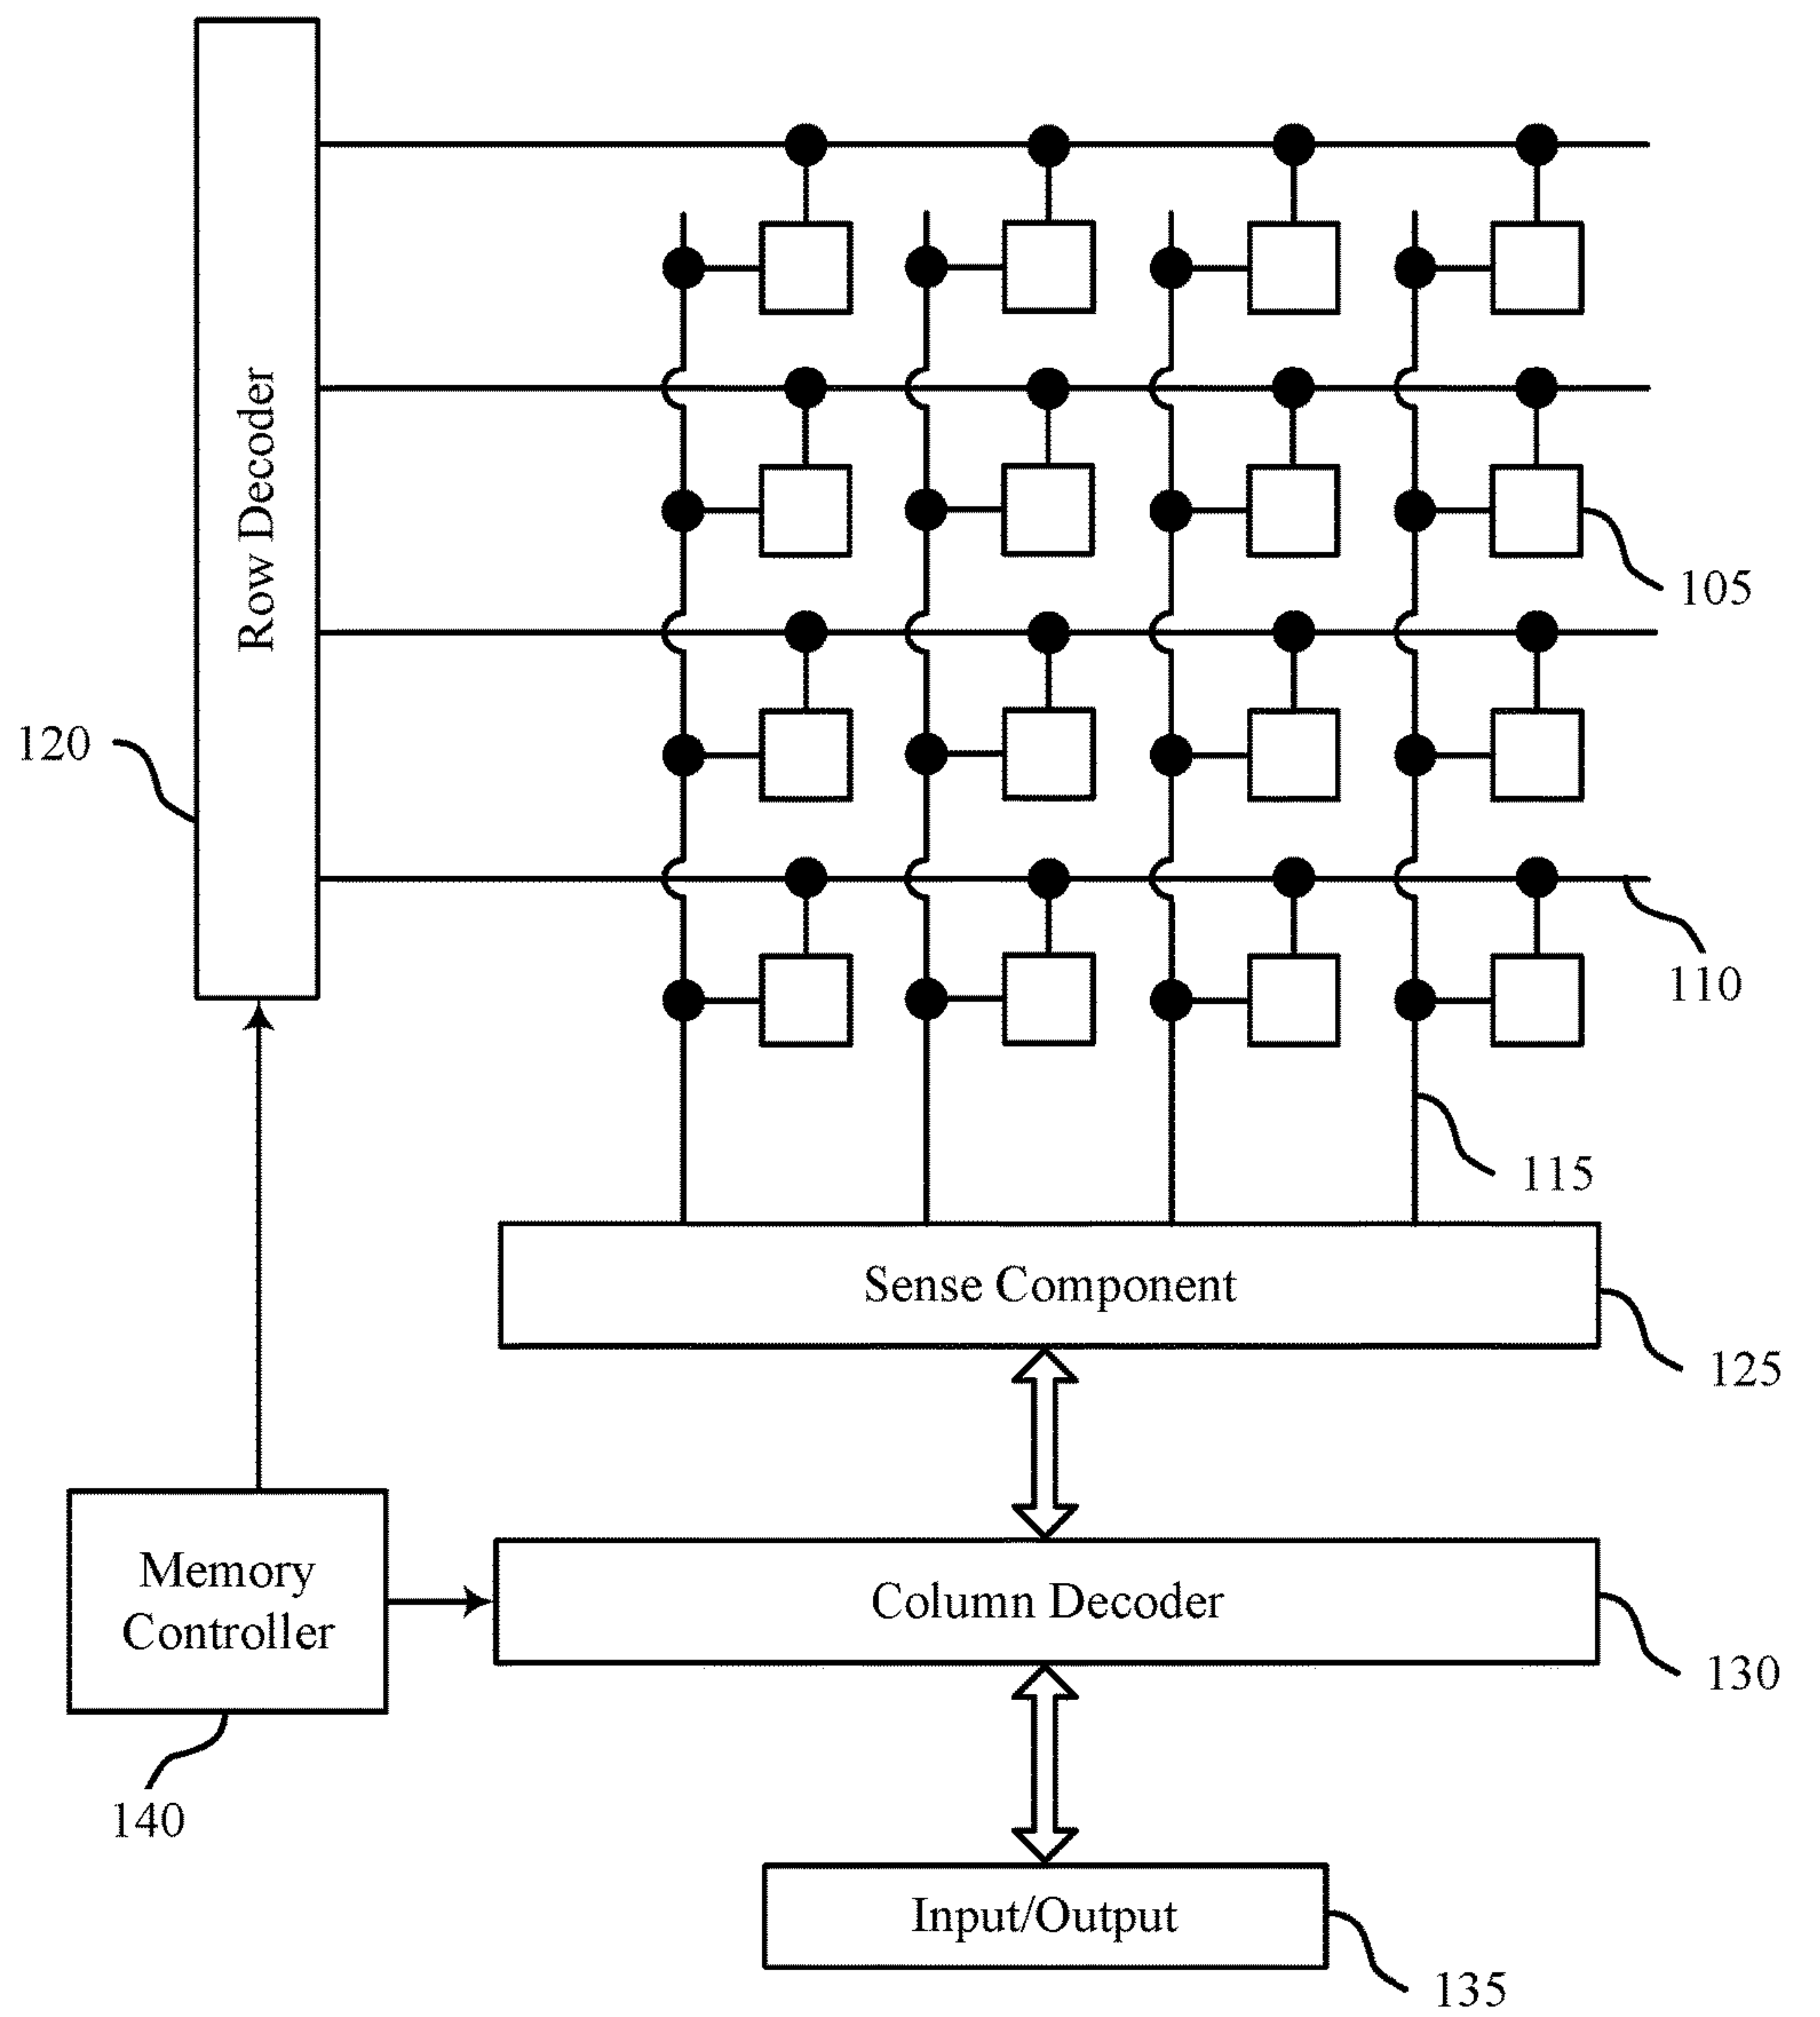 Row Decoder
105
120
110
115
Sense Component
125
Memory
Controller
Column Decoder
130
140
Input/Output
135